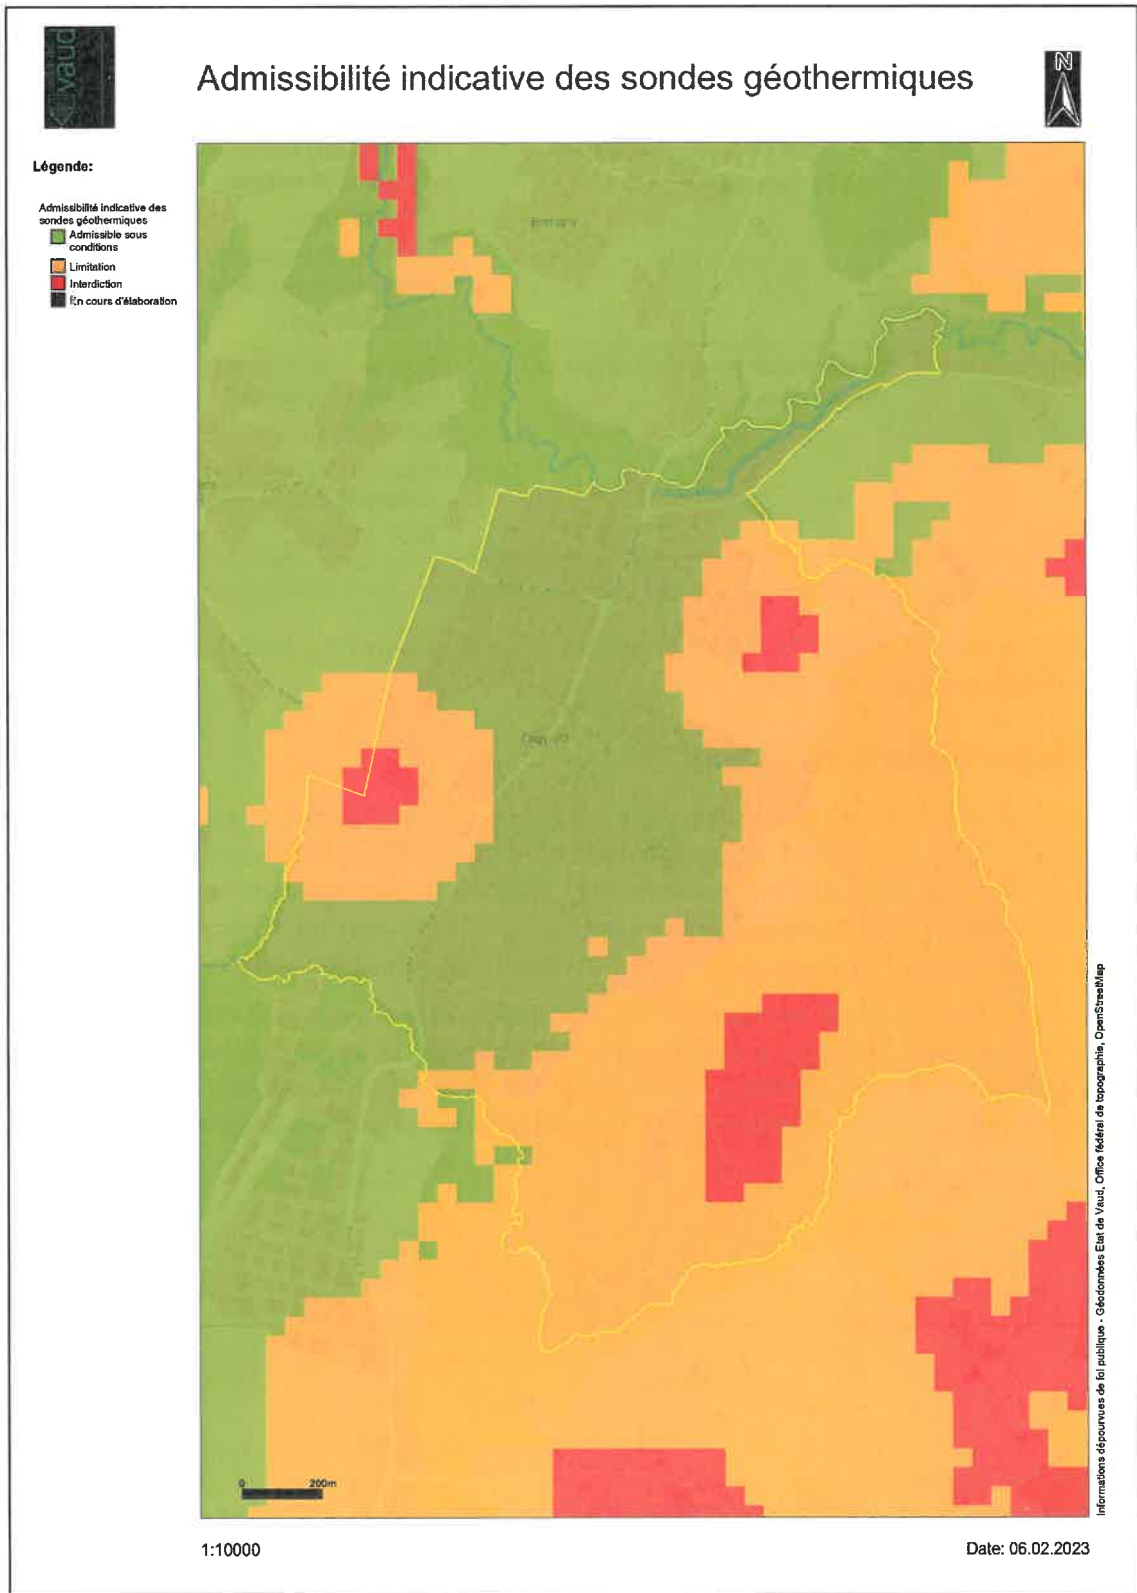 Admissibilité indicative des sondes géothermiques
N
Légende:
Admissibilité indicative des
sondes géothermiques
Admissible sous
conditions
Limitation
Interdiction
En cours d'élaboration
0 200m
1:10000
Date: 06.02.2023
Informations dépourvues de foi publique - Géodonnées Etat de Vaud, Office fédéral de topographie, OpenStreetMap